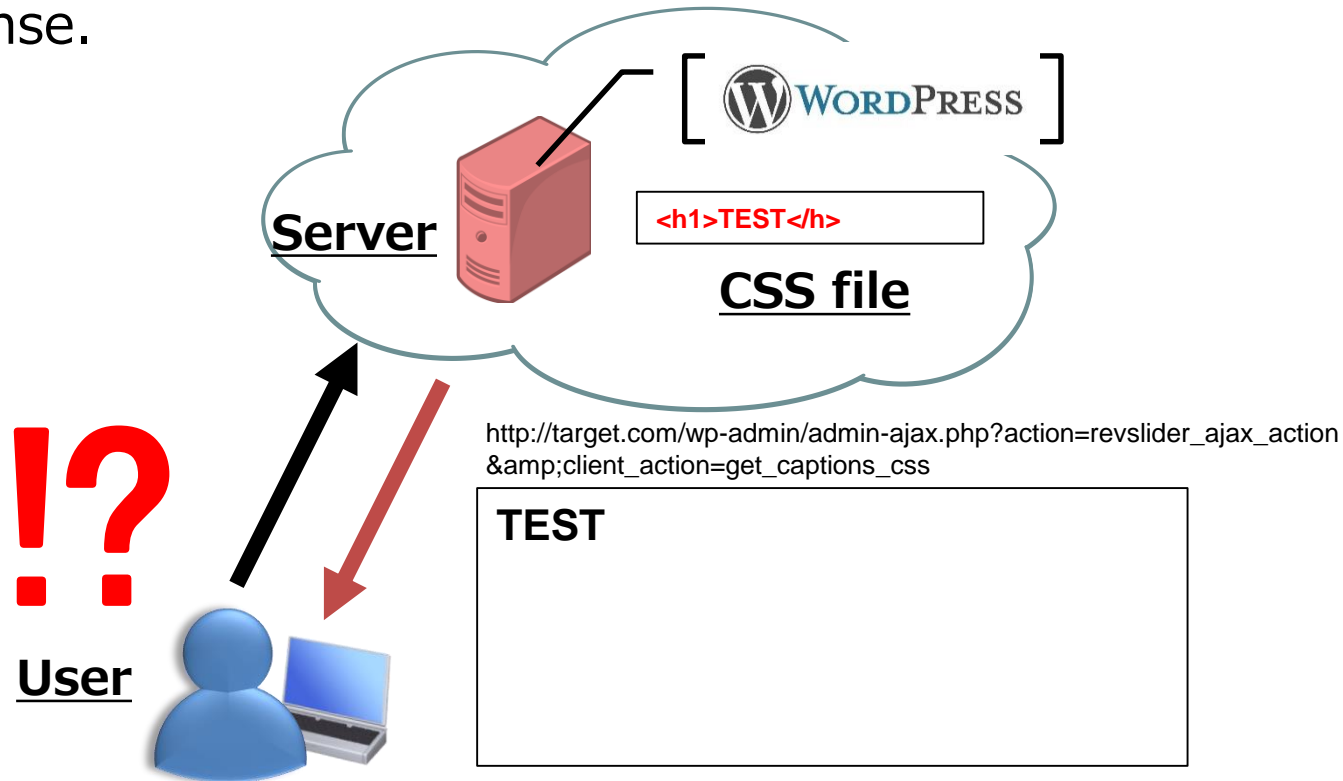 nse.
WORDPRESS
<h1>TEST</h>
Server
CSS file
http://target.com/wp-admin/admin-ajax.php?action=revslider_ajax_action
&amp;client_action=get_captions_css
!?
TEST
User